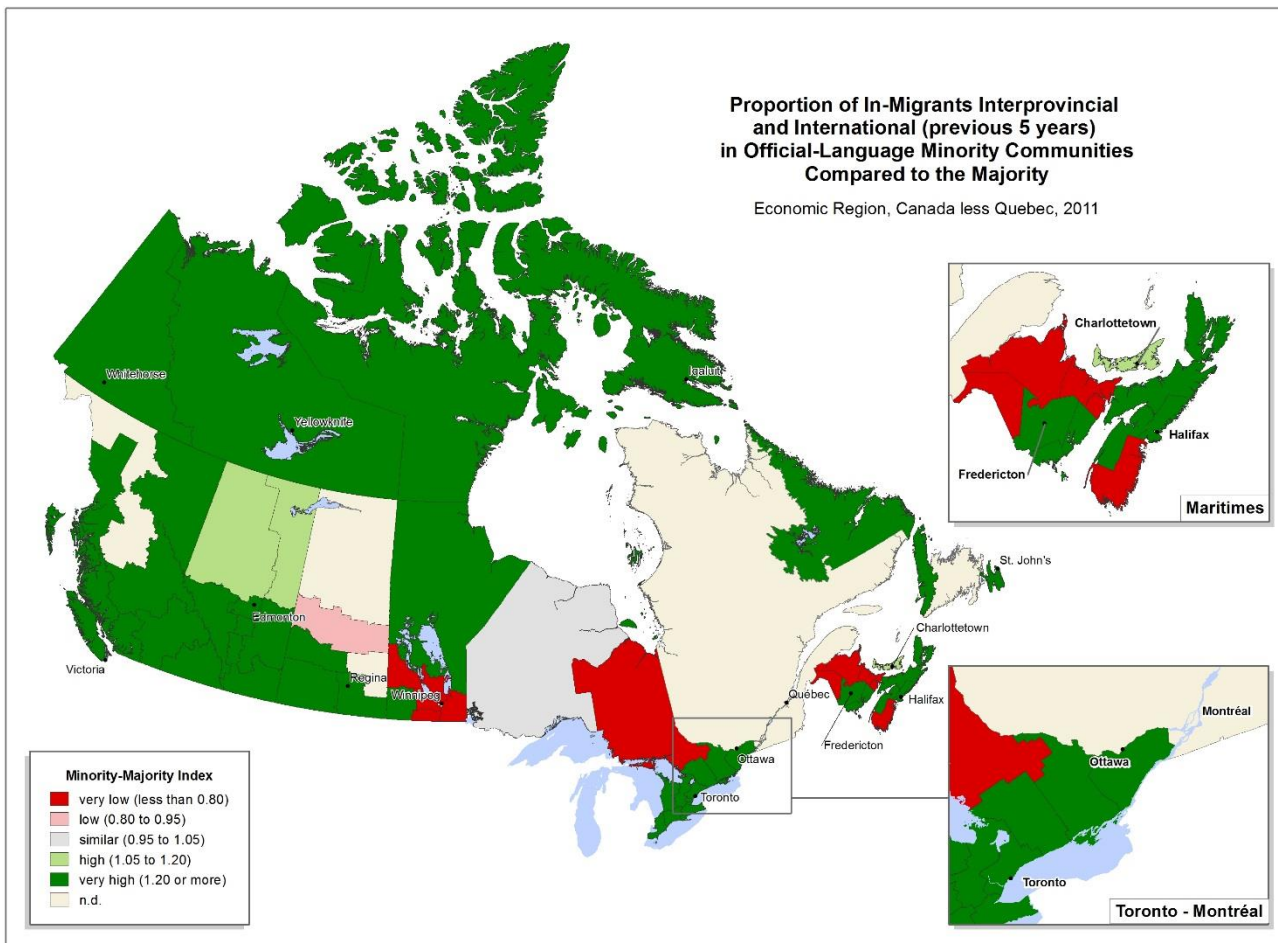 Proportion of In-Migrants Interprovincial
and International (previous 5 years)
in Official-Language Minority Communities
Compared to the Majority
Economic Region, Canada less Quebec, 2011
Charlottetown
Halifax
Fredericton
Maritimes
Whitehorse
Iqaluit
Yellowknife
Edmonton
Victoria
Regina
Winnipeg
St. John's
Charlottetown
Québec
Halifax
Fredericton
Ottawa
Toronto
Montréal
Ottawa
Toronto
Toronto - Montréal
Minority-Majority Index
very low (less than 0.80)
low (0.80 to 0.95)
similar (0.95 to 1.05)
high (1.05 to 1.20)
very high (1.20 or more)
n.d.